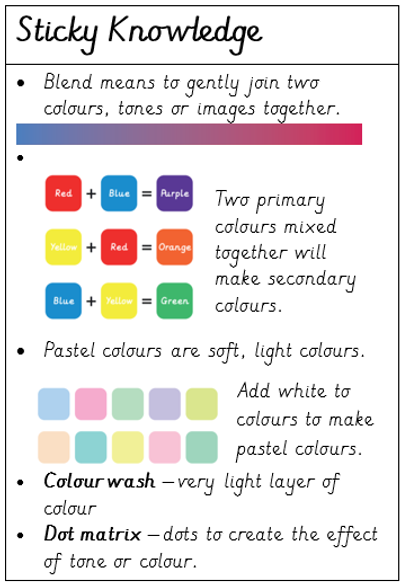 Sticky Knowledge
• Blend means to gently join two
colours, tones or images together.
•
Red + Blue = Purple
Yellow + Red = Orange
Blue + Yellow = Green
Two primary
colours mixed
together will
make secondary
colours.
• Pastel colours are soft, light colours.
Add white to
colours to make
pastel colours.
• Colour wash – very light layer of
colour
• Dot matrix – dots to create the effect
of tone or colour.